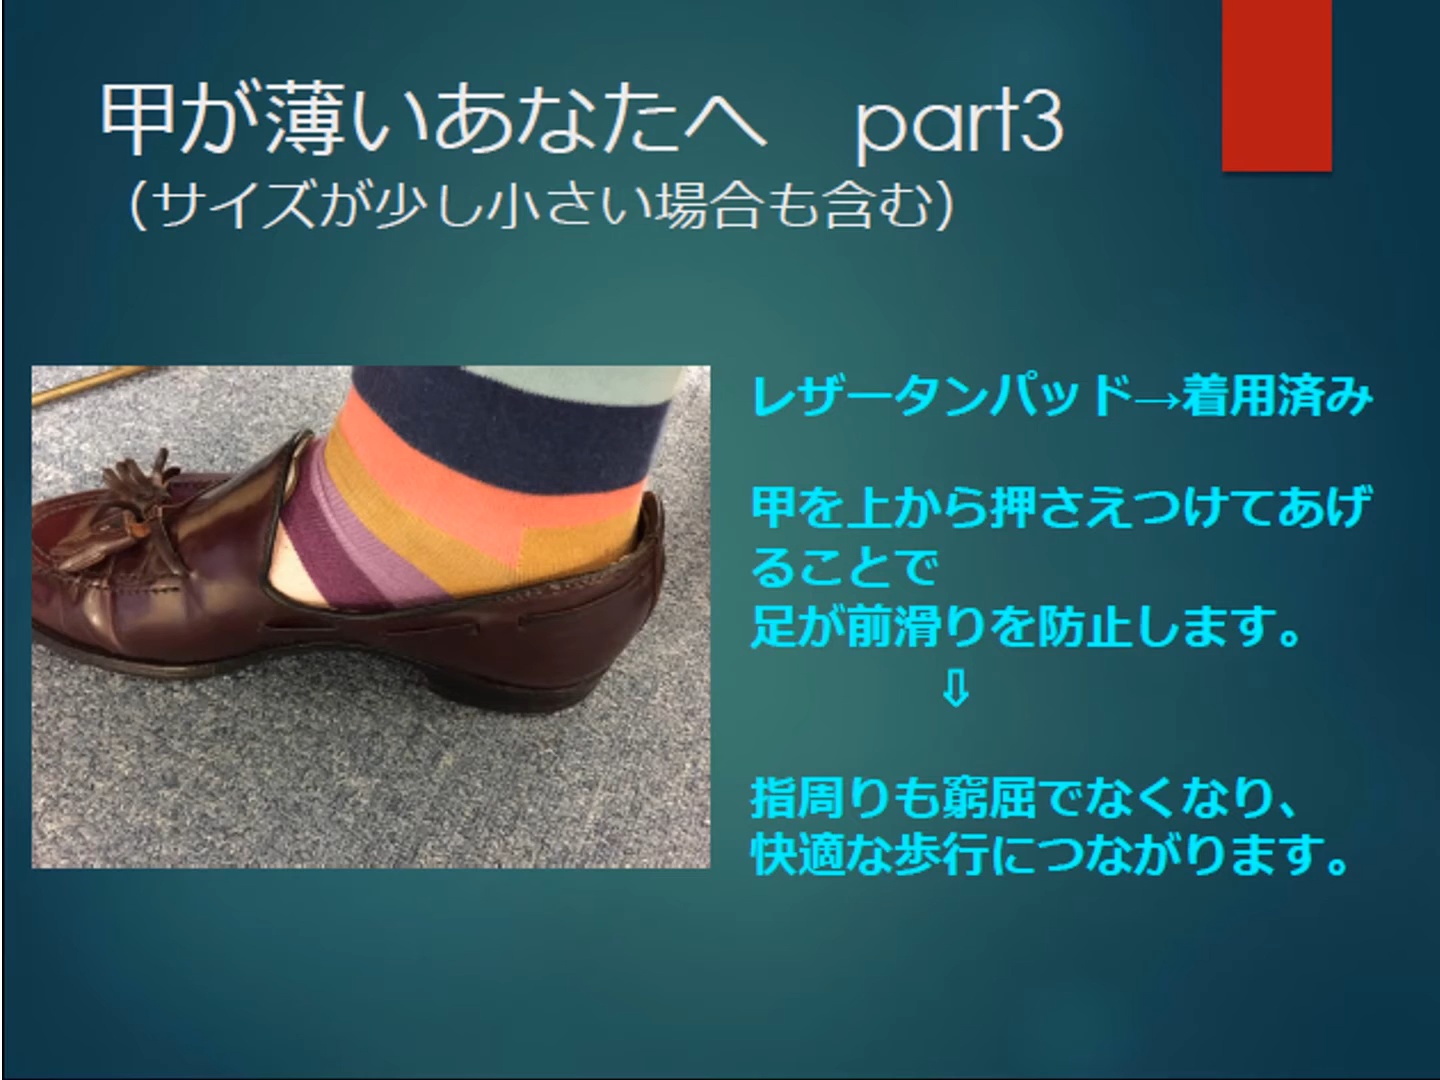 甲が薄いあなたへ　part3
（サイズが少し小さい場合も含む）
レザータンパッド→着用済み
甲を上から押さえつけてあげ
ることで
足が前滑りを防止します。
⇩
指周りも窮屈でなくなり、
快適な歩行につながります。